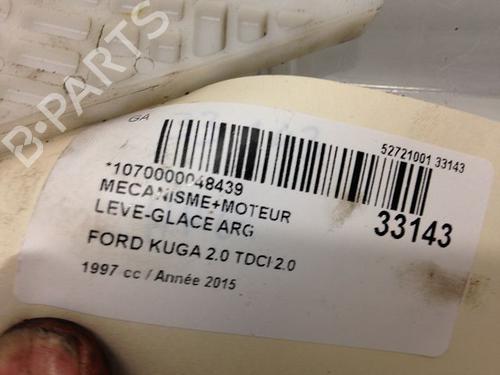 B-PARTS
GA
52721001 33143
*1070000048439
33143
MECANISME+MOTEUR
LEVE-GLACE ARG
FORD KUGA 2.0 TDCI 2.0
1997 cc / Année 2015